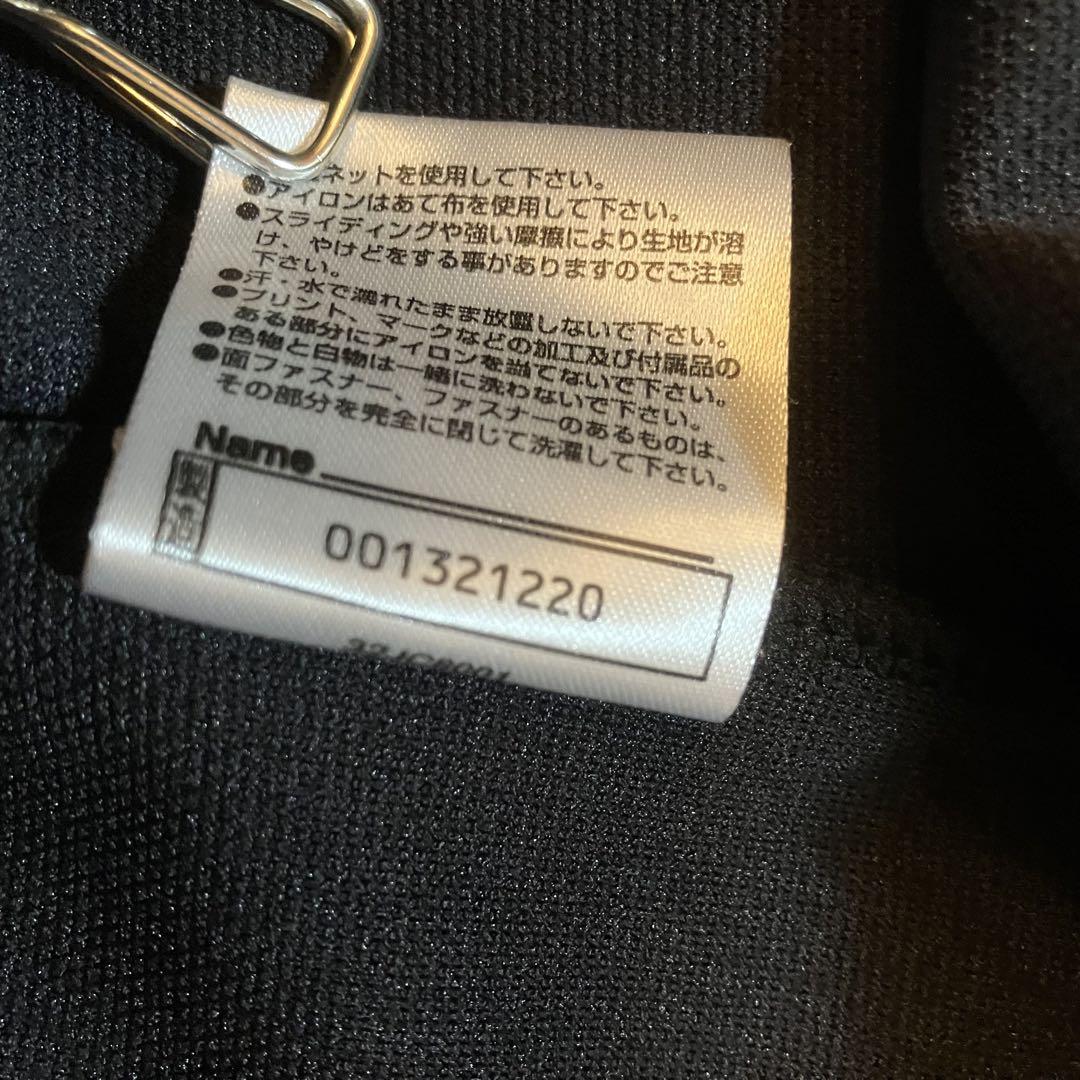 ネットを使用して下さい。
●アイロンはあて布を使用して下さい。
●スライディングや強い摩擦により生地が溶
け、やけどをする事がありますのでご注意
下さい。
●汗・水で濡れたまま放置しないで下さい。
●プリント、マークなどの加工及び付属品の
ある部分にアイロンを当てないで下さい。
●色物と白物は一緒に洗わないで下さい。
●面ファスナー、ファスナーのあるものは、
その部分を完全に閉じて洗濯して下さい。
Name
製造
001321220